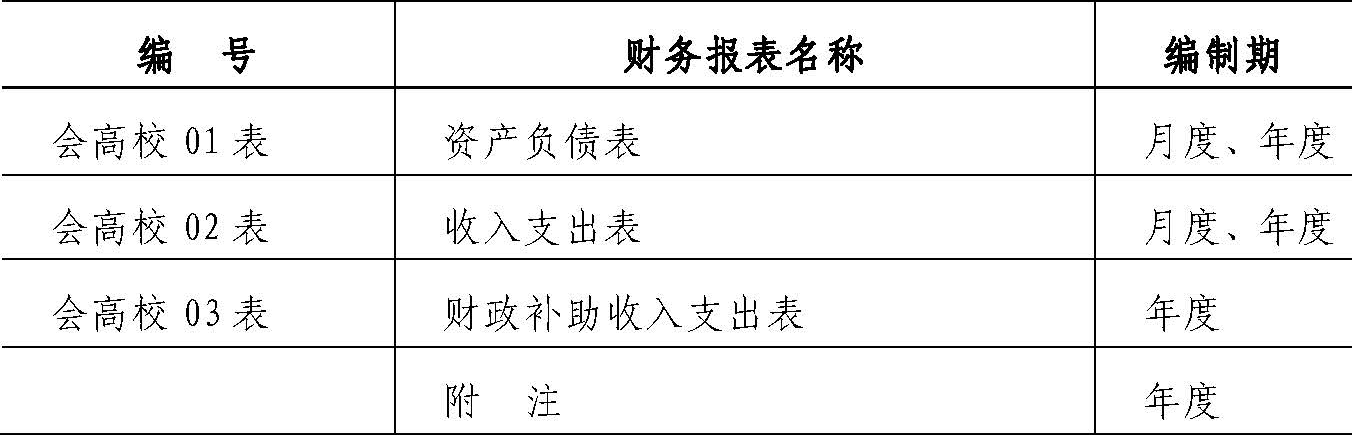 编 号 财务报表名称 编制期
会高校 01 表 资产负债表 月度、年度
会高校 02 表 收入支出表 月度、年度
会高校 03 表 财政补助收入支出表 年度
附 注 年度